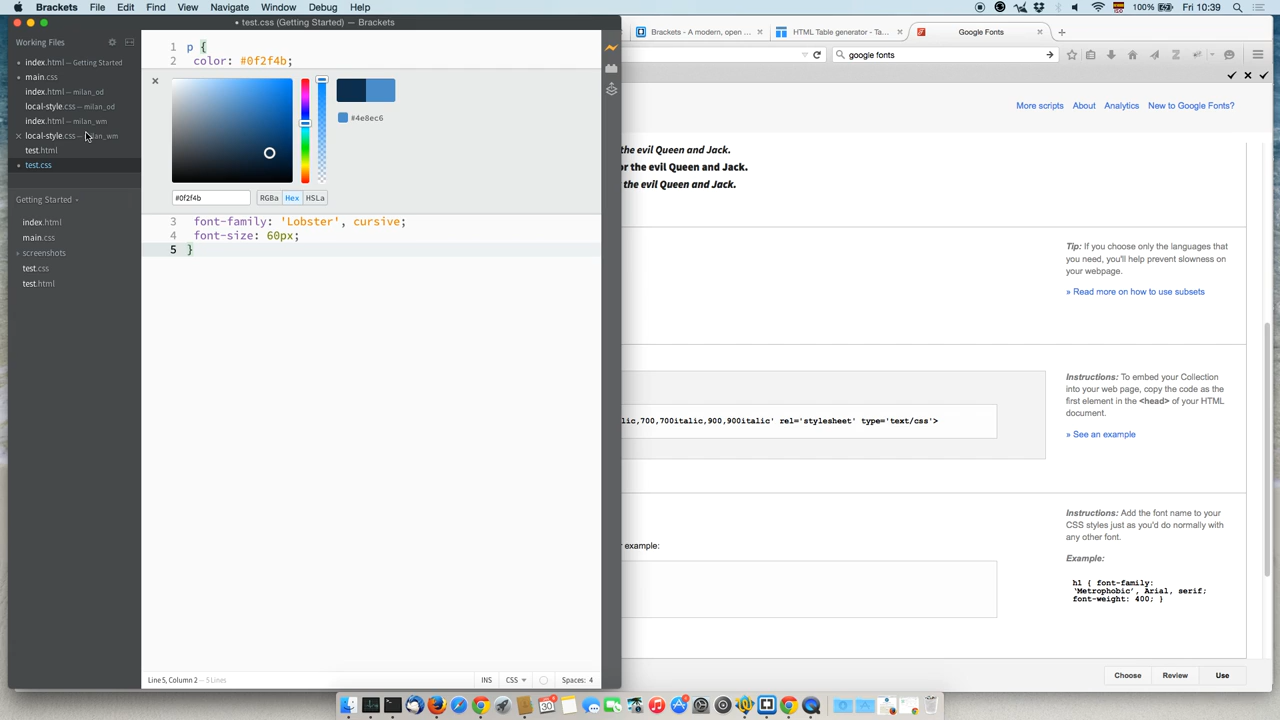 Brackets File Edit Find View Navigate Window Debug Help
100% Fri 10:39
• test.css (Getting Started) — Brackets
Working Files
index.html — Getting Started
main.css
index.html — milan_od
local-style.css — milan_od
index.html — milan_wm
local-style.css — milan_wm
test.html
test.css
Getting Started
index.html
main.css
screenshots
test.css
test.html
1 p {
2 color: #0f2f4b;
#4e8ec6
#0f2f4b
RGBa Hex HSLa
3 font-family: 'Lobster', cursive;
4 font-size: 60px;
5 }
Line 5, Column 2 — 5 Lines
INS CSS Spaces: 4
Brackets - A modern, open ...
HTML Table generator - Ta...
Google Fonts
google fonts
More scripts About Analytics New to Google Fonts?
the evil Queen and Jack.
or the evil Queen and Jack.
the evil Queen and Jack.
Tip: If you choose only the languages that
you need, you'll help prevent slowness on
your webpage.
» Read more on how to use subsets
Instructions: To embed your Collection
into your web page, copy the code as the
first element in the <head> of your HTML
document.
» See an example
lic,700,700italic,900,900italic' rel='stylesheet' type='text/css'>
Instructions: Add the font name to your
CSS styles just as you'd do normally with
any other font.
Example:
h1 { font-family:
'Metrophobic', Arial, serif;
font-weight: 400; }
r example:
Choose Review Use
30